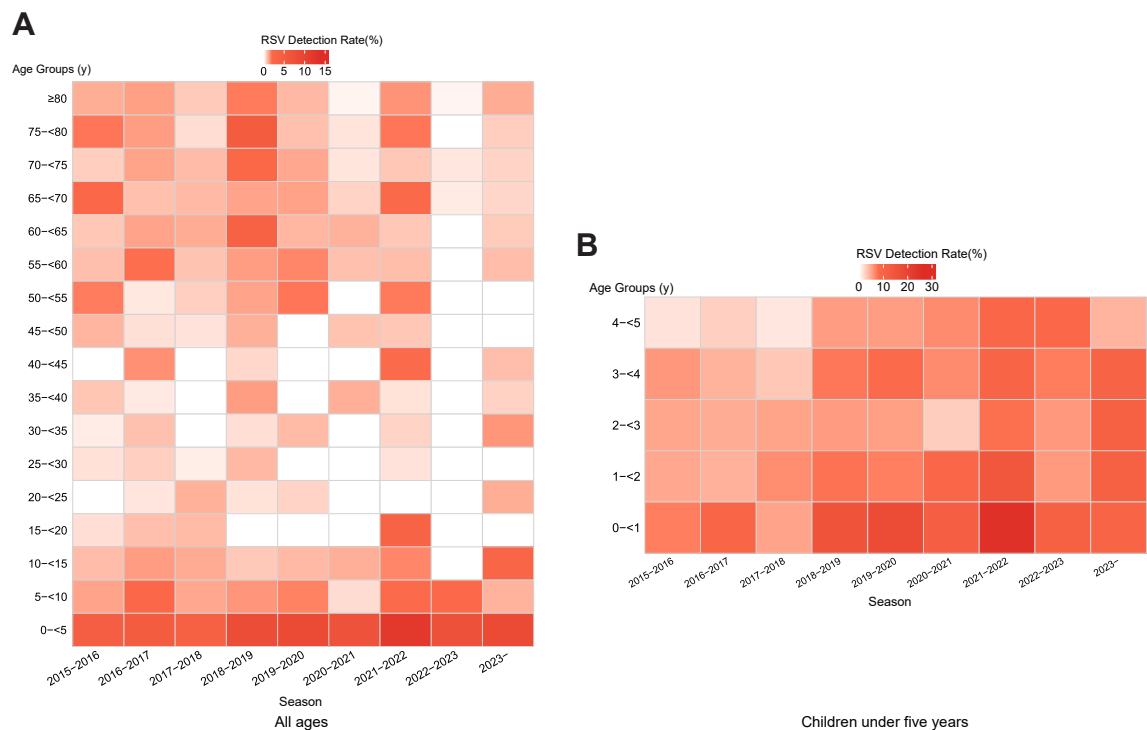 A
RSV Detection Rate(%)
0 5 10 15
Age Groups (y)
≥80
75−<80
70−<75
65−<70
60−<65
55−<60
50−<55
45−<50
40−<45
35−<40
30−<35
25−<30
20−<25
15−<20
10−<15
5−<10
0−<5
2015−2016 2016−2017 2017−2018 2018−2019 2019−2020 2020−2021 2021−2022 2022−2023 2023−
Season
All ages
B
RSV Detection Rate(%)
0 10 20 30
Age Groups (y)
4−<5
3−<4
2−<3
1−<2
0−<1
2015−2016 2016−2017 2017−2018 2018−2019 2019−2020 2020−2021 2021−2022 2022−2023 2023−
Season
Children under five years